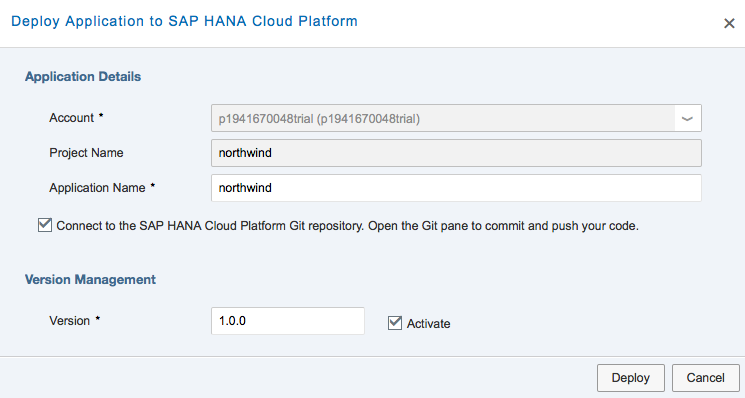 Deploy Application to SAP HANA Cloud Platform
Application Details
Account *
p1941670048trial (p1941670048trial)
Project Name
northwind
Application Name *
northwind
Connect to the SAP HANA Cloud Platform Git repository. Open the Git pane to commit and push your code.
Version Management
Version *
1.0.0
Activate
Deploy
Cancel